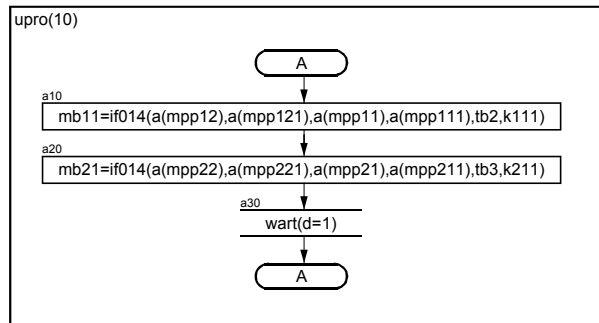 upro(10)
A
a10
mb11=if014(a(mpp12),a(mpp121),a(mpp11),a(mpp111),tb2,k111)
a20
mb21=if014(a(mpp22),a(mpp221),a(mpp21),a(mpp211),tb3,k211)
a30
wart(d=1)
A